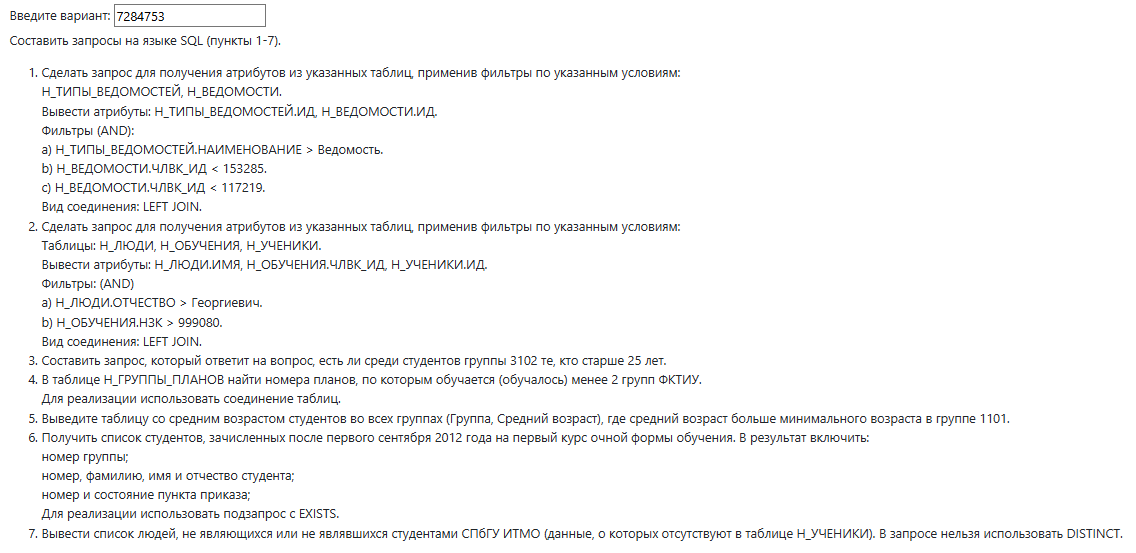 Введите вариант: 7284753
Составить запросы на языке SQL (пункты 1-7).
1. Сделать запрос для получения атрибутов из указанных таблиц, применив фильтры по указанным условиям:
Н_ТИПЫ_ВЕДОМОСТЕЙ, Н_ВЕДОМОСТИ.
Вывести атрибуты: Н_ТИПЫ_ВЕДОМОСТЕЙ.ИД, Н_ВЕДОМОСТИ.ИД.
Фильтры (AND):
a) Н_ТИПЫ_ВЕДОМОСТЕЙ.НАИМЕНОВАНИЕ > Ведомость.
b) Н_ВЕДОМОСТИ.ЧЛВК_ИД < 153285.
c) Н_ВЕДОМОСТИ.ЧЛВК_ИД < 117219.
Вид соединения: LEFT JOIN.
2. Сделать запрос для получения атрибутов из указанных таблиц, применив фильтры по указанным условиям:
Таблицы: Н_ЛЮДИ, Н_ОБУЧЕНИЯ, Н_УЧЕНИКИ.
Вывести атрибуты: Н_ЛЮДИ.ИМЯ, Н_ОБУЧЕНИЯ.ЧЛВК_ИД, Н_УЧЕНИКИ.ИД.
Фильтры: (AND)
a) Н_ЛЮДИ.ОТЧЕСТВО > Георгиевич.
b) Н_ОБУЧЕНИЯ.НЗК > 999080.
Вид соединения: LEFT JOIN.
3. Составить запрос, который ответит на вопрос, есть ли среди студентов группы 3102 те, кто старше 25 лет.
4. В таблице Н_ГРУППЫ_ПЛАНОВ найти номера планов, по которым обучается (обучалось) менее 2 групп ФКТИУ.
Для реализации использовать соединение таблиц.
5. Выведите таблицу со средним возрастом студентов во всех группах (Группа, Средний возраст), где средний возраст больше минимального возраста в группе 1101.
6. Получить список студентов, зачисленных после первого сентября 2012 года на первый курс очной формы обучения. В результат включить:
номер группы;
номер, фамилию, имя и отчество студента;
номер и состояние пункта приказа;
Для реализации использовать подзапрос с EXISTS.
7. Вывести список людей, не являющихся или не являвшихся студентами СПбГУ ИТМО (данные, о которых отсутствуют в таблице Н_УЧЕНИКИ). В запросе нельзя использовать DISTINCT.